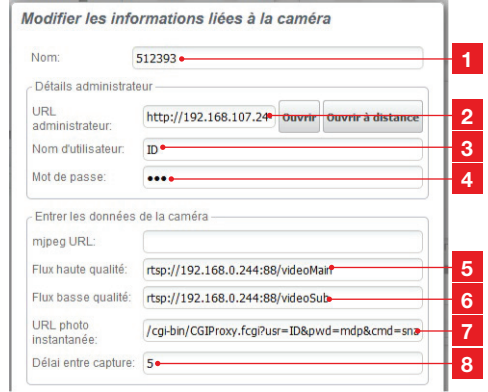 Modifier les informations liées à la caméra
Nom: 512393 1
Détails administrateur
URL administrateur: http://192.168.107.24 Ouvrir Ouvrir à distance 2
Nom d'utilisateur: ID 3
Mot de passe: ●●● 4
Entrer les données de la caméra
mjpeg URL:
Flux haute qualité: rtsp://192.168.0.244:88/videoMain 5
Flux basse qualité: rtsp://192.168.0.244:88/videoSub 6
URL photo instantanée: /cgi-bin/CGIProxy.fcgi?usr=ID&pwd=mdp&cmd=sna 7
Délai entre capture: 5 8